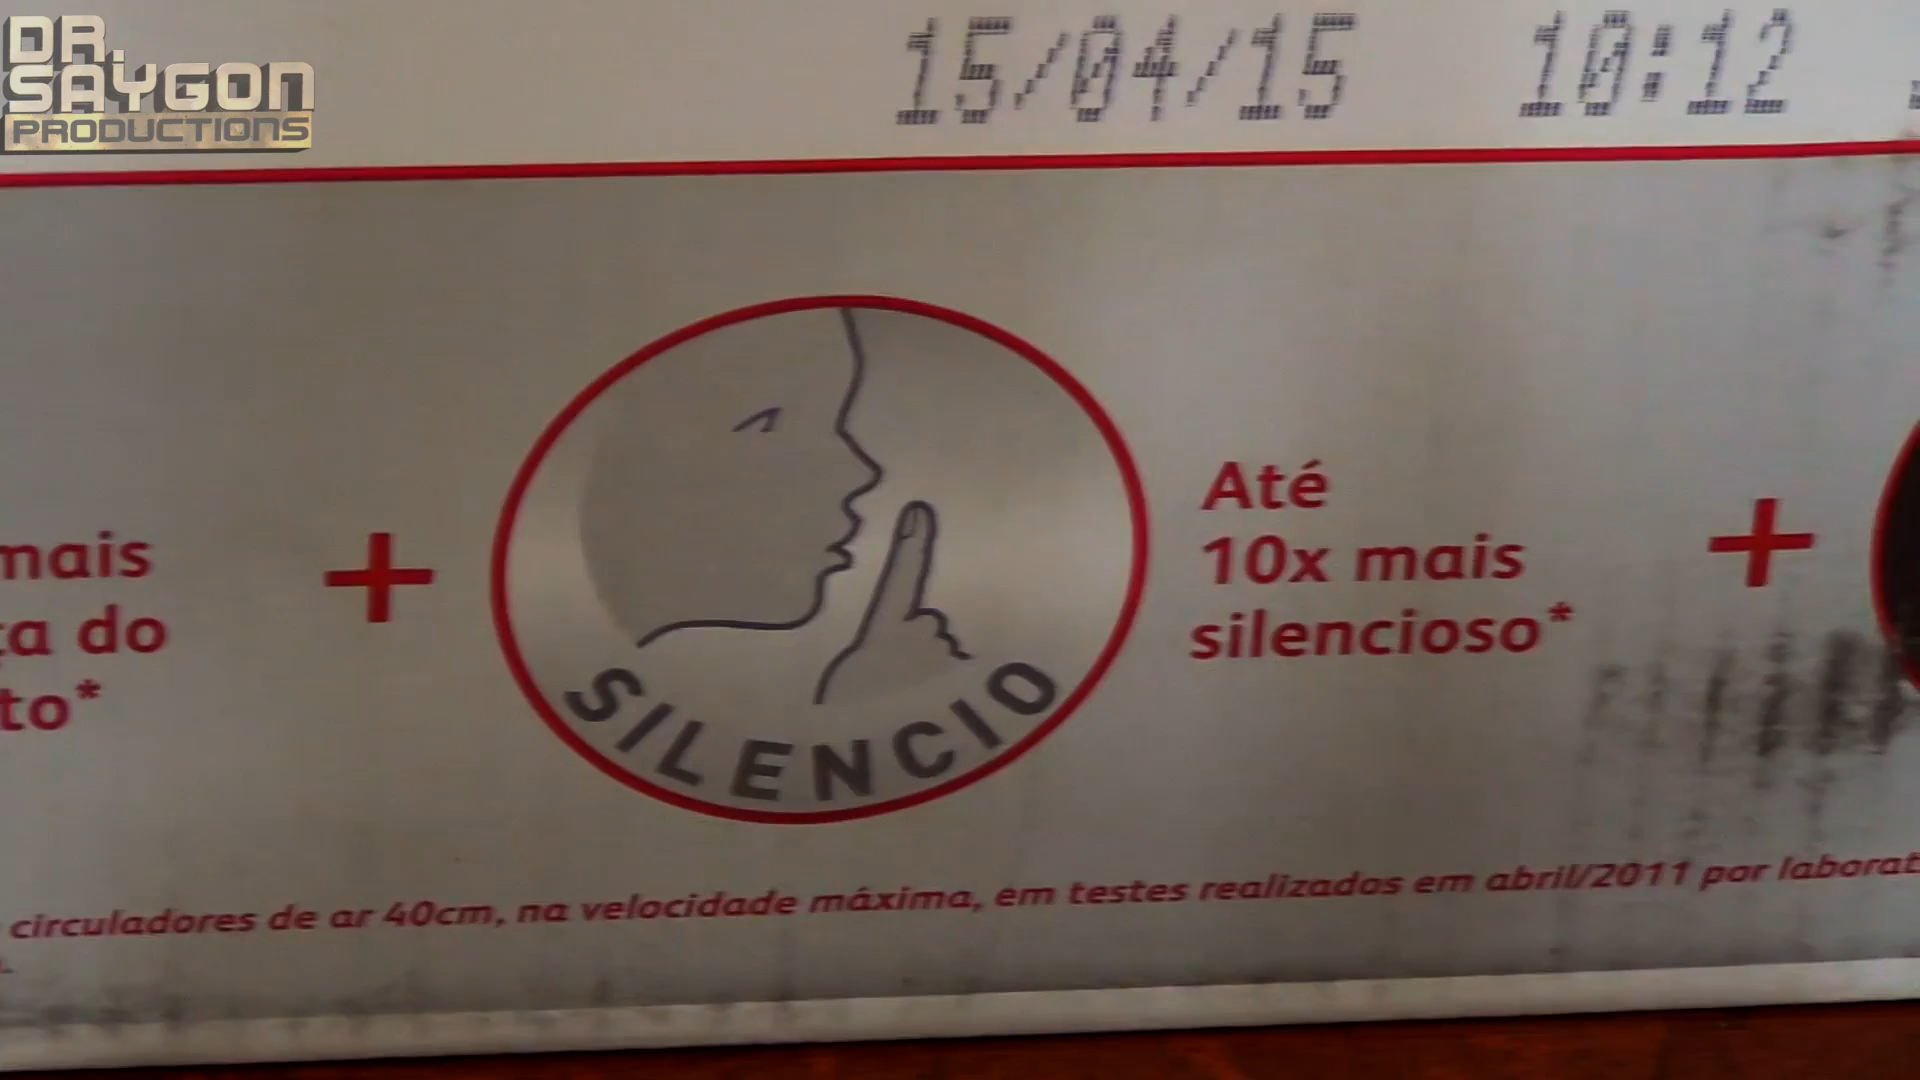 DR.
SAYGON
PRODUCTIONS
15/04/15 10:12
mais
do
+
SILENCIO
Até
10x mais
silencioso*
+
circuladores de ar 40cm, na velocidade máxima, em testes realizados em abril/2011 por